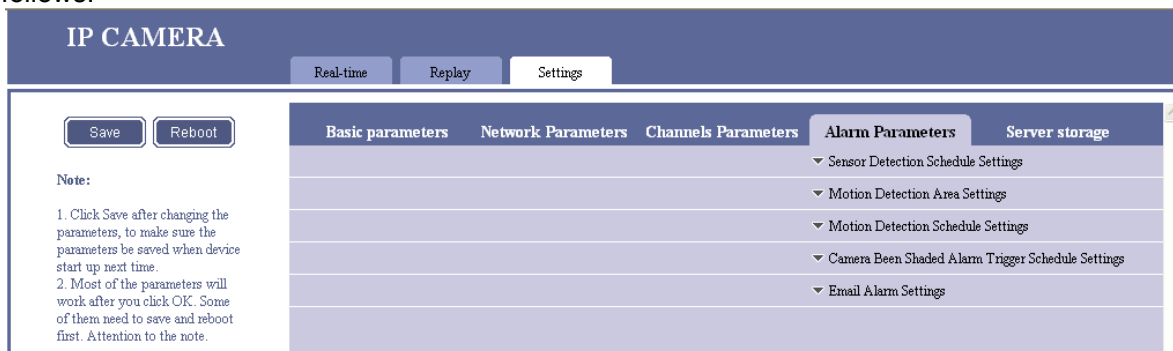 IP CAMERA
Real-time Replay Settings
Save Reboot
Basic parameters Network Parameters Channels Parameters Alarm Parameters Server storage
Sensor Detection Schedule Settings
Motion Detection Area Settings
Motion Detection Schedule Settings
Camera Been Shaded Alarm Trigger Schedule Settings
Email Alarm Settings
Note:
1. Click Save after changing the
parameters, to make sure the
parameters be saved when device
start up next time.
2. Most of the parameters will
work after you click OK. Some
of them need to save and reboot
first. Attention to the note.